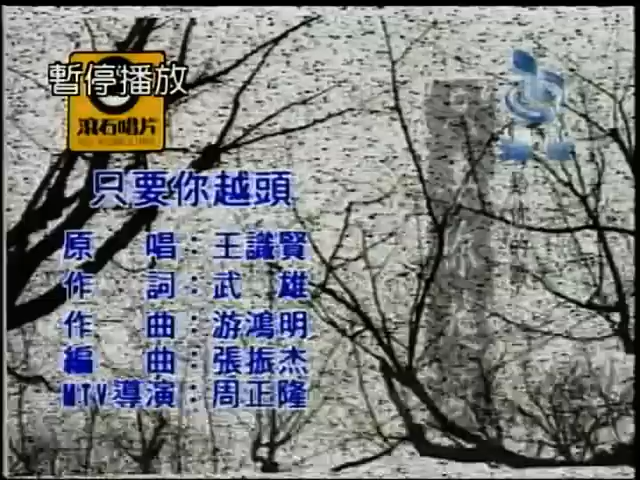 暫停播放
滾石唱片
只要你越頭
原　唱：王識賢
作　詞：武　雄
作　曲：游鴻明
編　曲：張振杰
MTV導演：周正隆